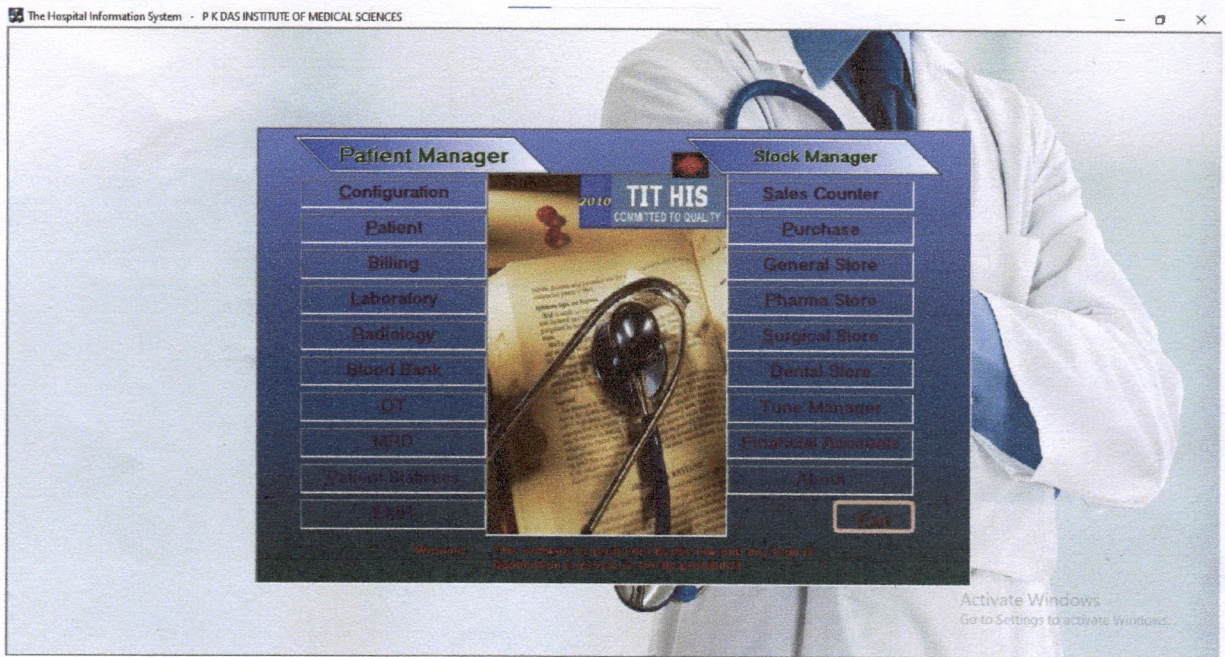 The Hospital Information System - P K DAS INSTITUTE OF MEDICAL SCIENCES
Patient Manager
Configuration
Patient
Billing
Laboratory
Radiology
Blood Bank
OT
MRD
Patient Statistics
2010 TIT HIS
COMMITTED TO QUALITY
Stock Manager
Sales Counter
Purchase
General Store
Pharma Store
Surgical Store
Dental Store
Tune Manager
Financial Accounts
About
Exit
Warning
Activate Windows
Go to Settings to activate Windows.